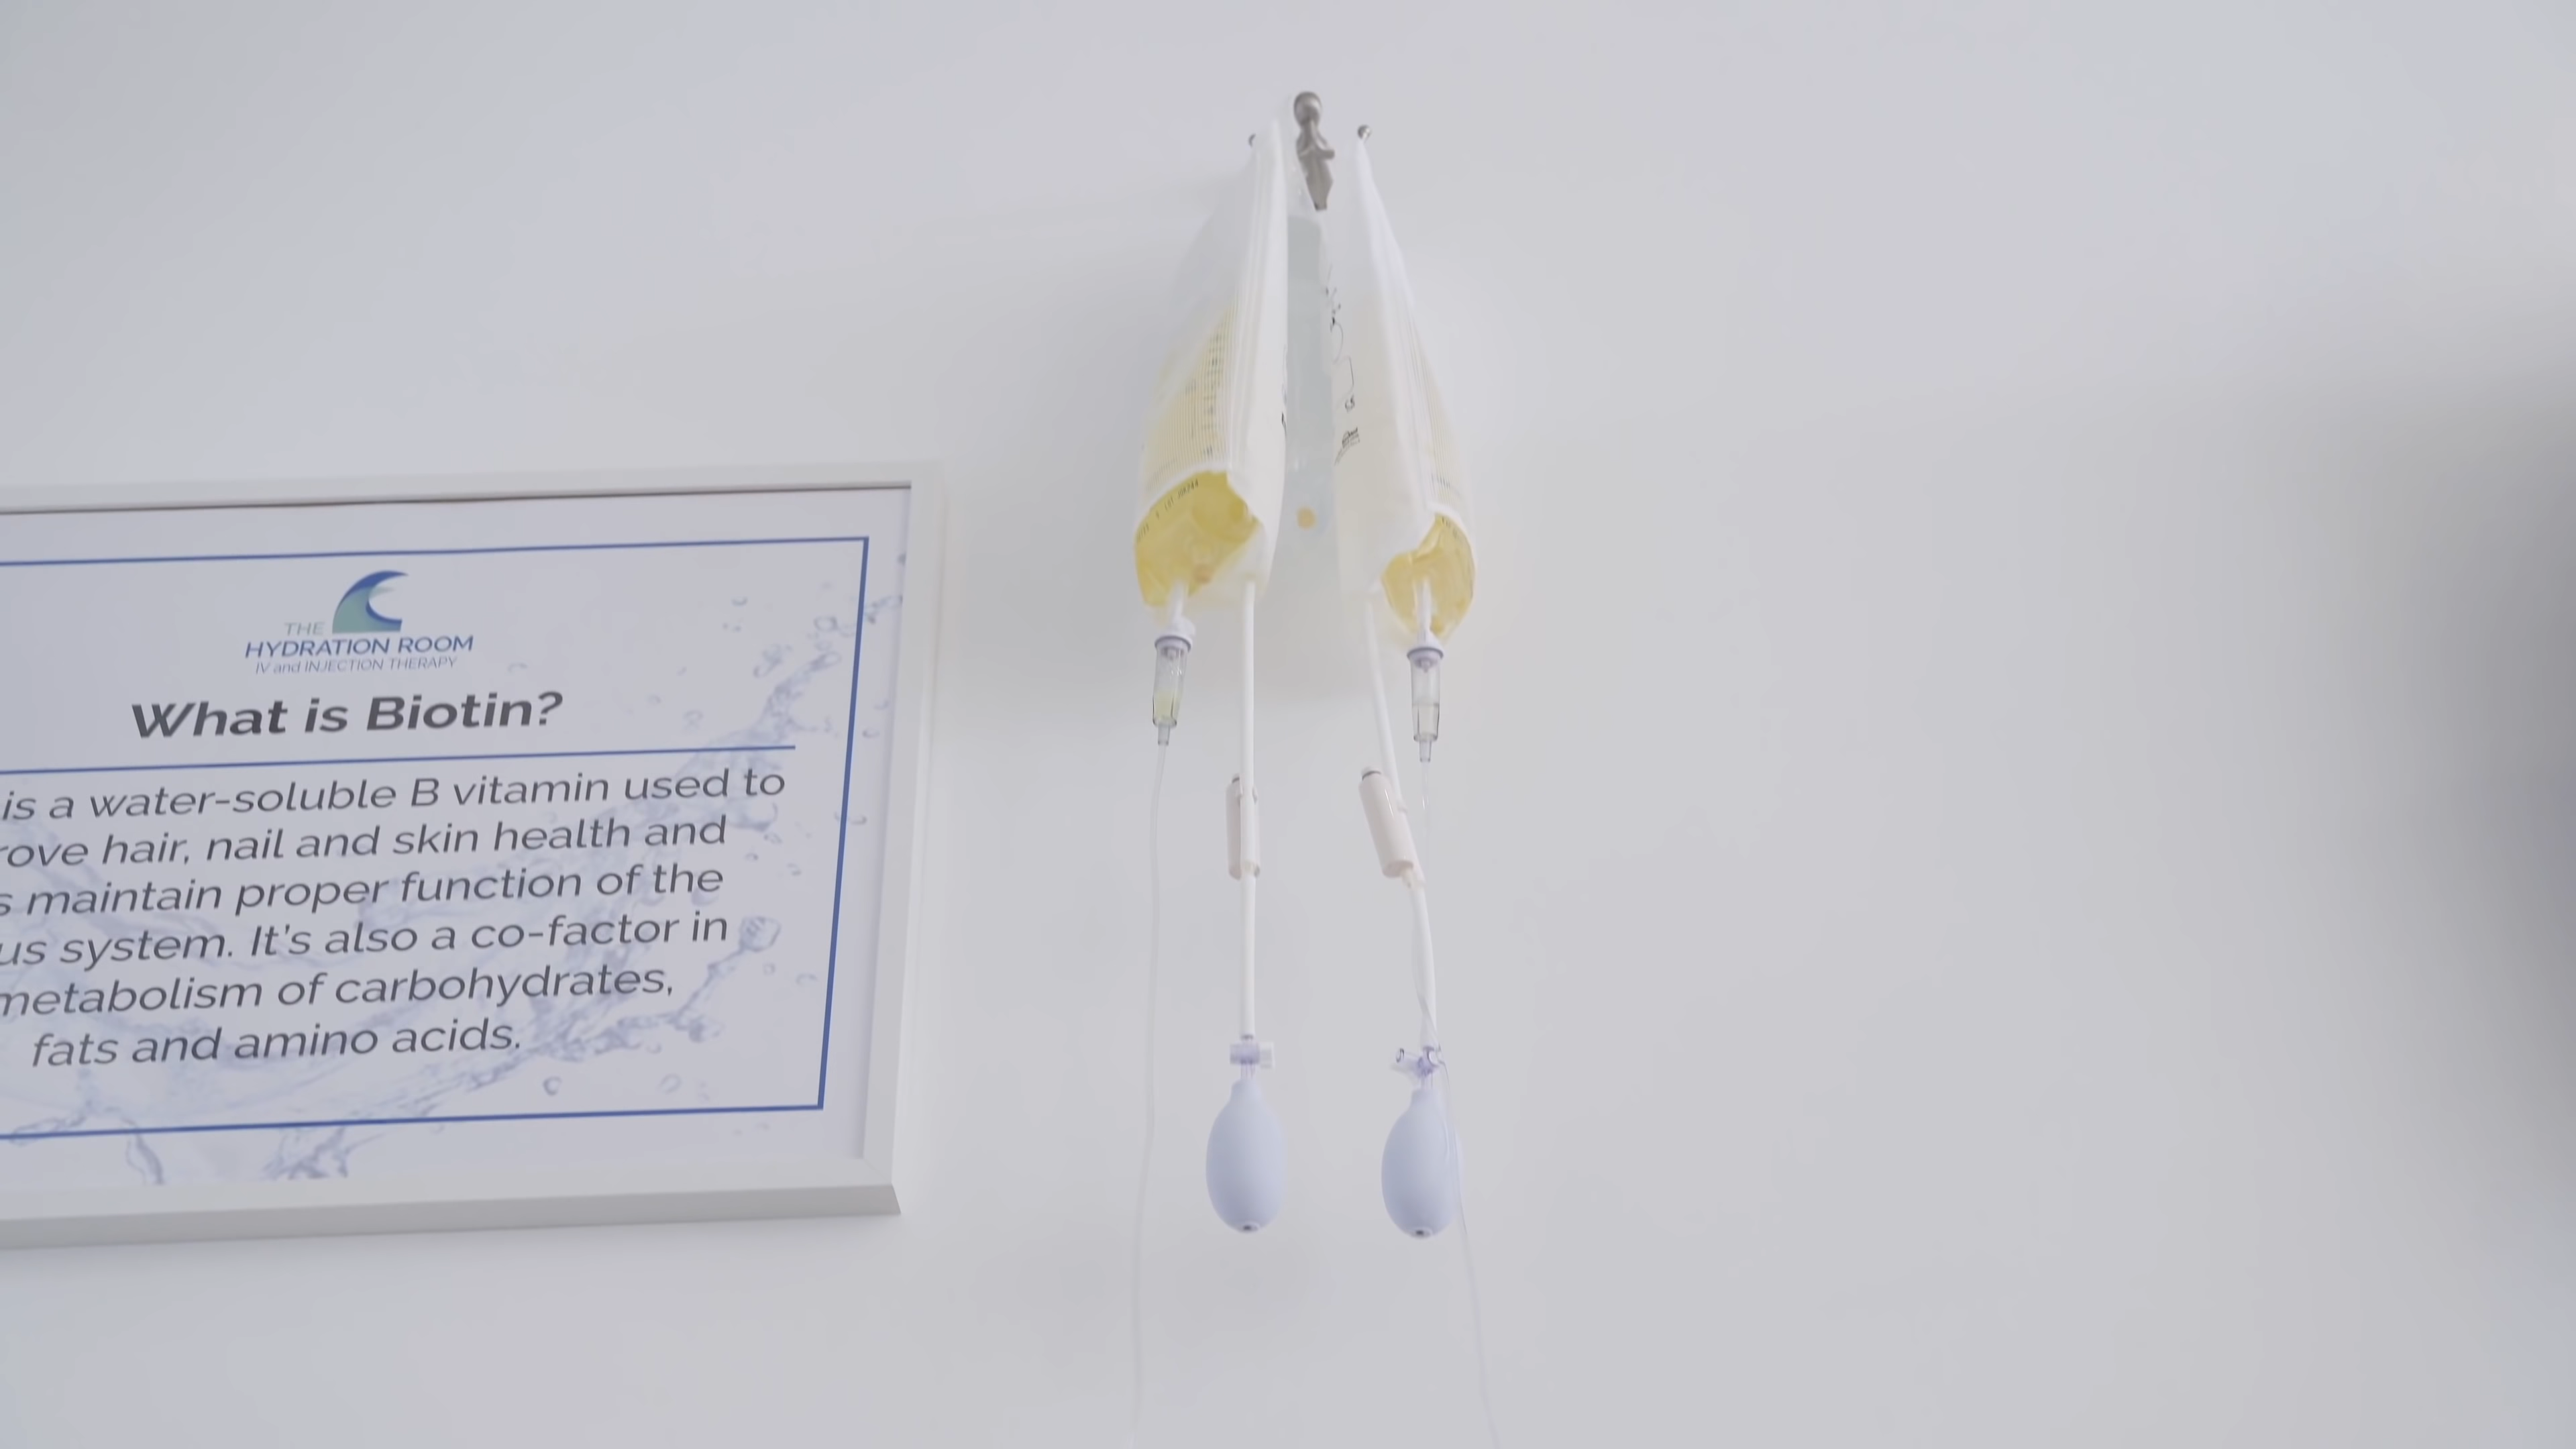 THE
HYDRATION ROOM
IV and INJECTION THERAPY
What is Biotin?
is a water-soluble B vitamin used to
rove hair, nail and skin health and
s maintain proper function of the
us system. It's also a co-factor in
metabolism of carbohydrates,
fats and amino acids.